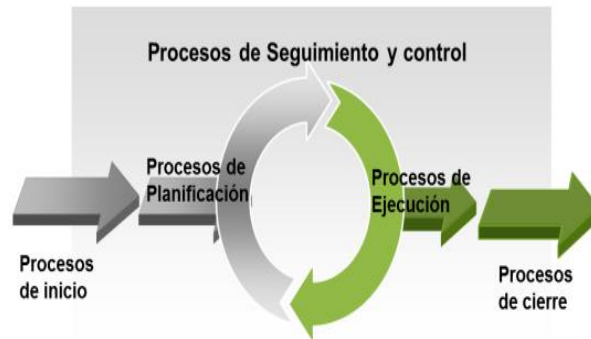 Procesos de Seguimiento y control
Procesos de
Planificación
Procesos de
Ejecución
Procesos
de inicio
Procesos
de cierre